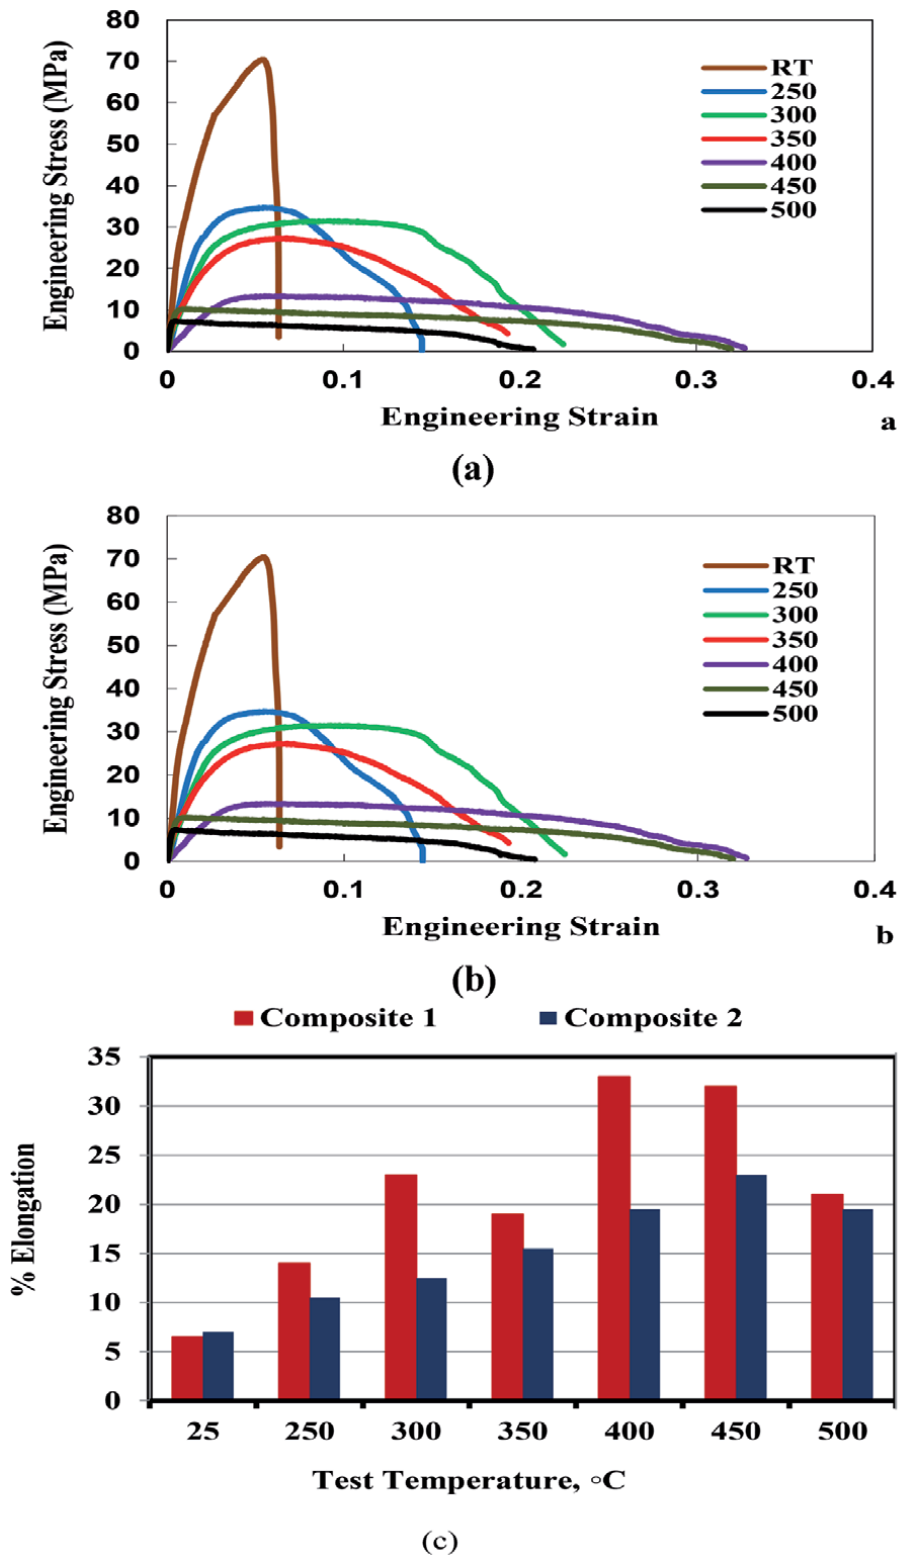 Engineering Stress (MPa)
80
70
60
50
40
30
20
10
0
RT
250
300
350
400
450
500
0 0.1 0.2 0.3 0.4
Engineering Strain
a
(a)
Engineering Stress (MPa)
80
70
60
50
40
30
20
10
0
RT
250
300
350
400
450
500
0 0.1 0.2 0.3 0.4
Engineering Strain
b
(b)
Composite 1 Composite 2
% Elongation
35
30
25
20
15
10
5
0
25 250 300 350 400 450 500
Test Temperature, ◦C
(c)